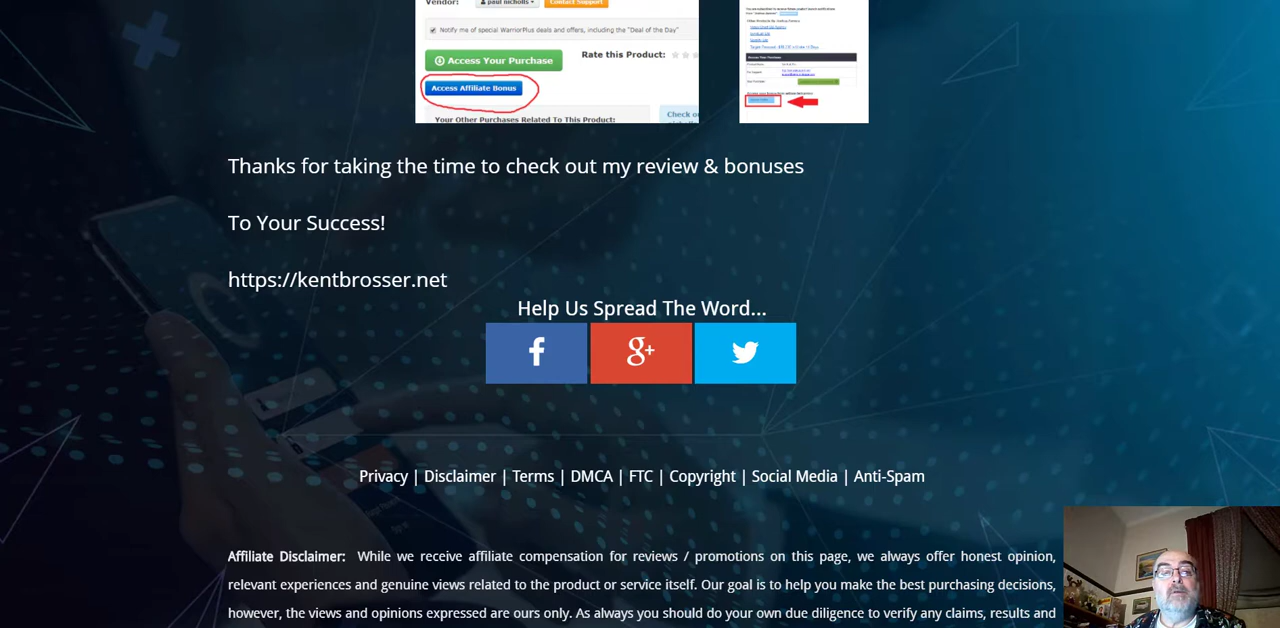 Vendor: paul nicholls Contact Support
Notify me of special WarriorPlus deals and offers, including the "Deal of the Day"
Access Your Purchase Rate this Product:
Access Affiliate Bonus
Your Other Purchases Related To This Product:
Check o
Thanks for taking the time to check out my review & bonuses
To Your Success!
https://kentbrosser.net
Help Us Spread The Word...
f g+
Privacy | Disclaimer | Terms | DMCA | FTC | Copyright | Social Media | Anti-Spam
Affiliate Disclaimer: While we receive affiliate compensation for reviews / promotions on this page, we always offer honest opinion,
relevant experiences and genuine views related to the product or service itself. Our goal is to help you make the best purchasing decisions,
however, the views and opinions expressed are ours only. As always you should do your own due diligence to verify any claims, results and